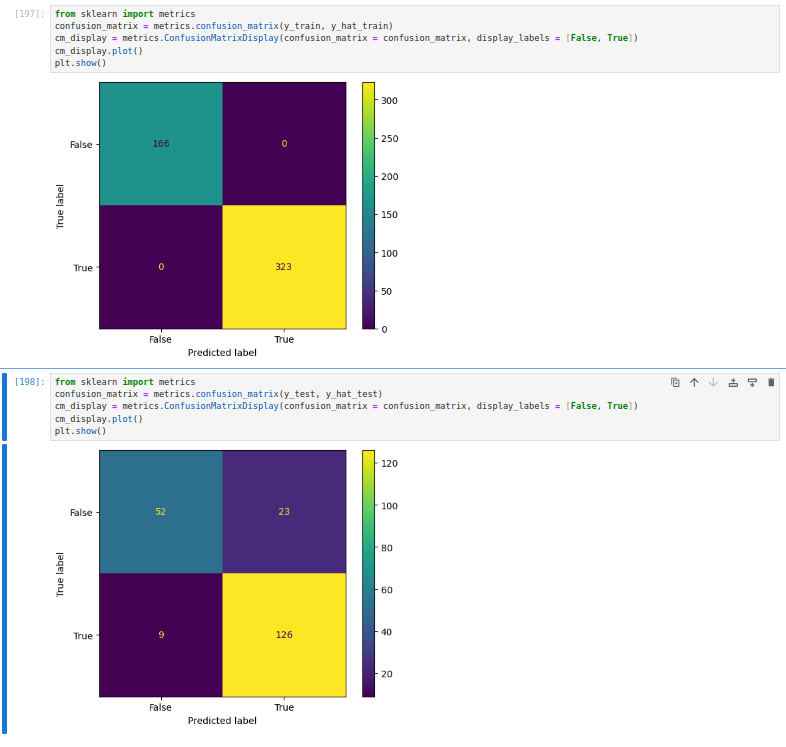 [197]: from sklearn import metrics
confusion_matrix = metrics.confusion_matrix(y_train, y_hat_train)
cm_display = metrics.ConfusionMatrixDisplay(confusion_matrix = confusion_matrix, display_labels = [False, True])
cm_display.plot()
plt.show()
300
False
166
0
250
200
True label
150
100
True
0
323
50
0
False
True
Predicted label
[198]: from sklearn import metrics
confusion_matrix = metrics.confusion_matrix(y_test, y_hat_test)
cm_display = metrics.ConfusionMatrixDisplay(confusion_matrix = confusion_matrix, display_labels = [False, True])
cm_display.plot()
plt.show()
120
False
52
23
100
80
True label
60
40
True
9
126
20
False
True
Predicted label